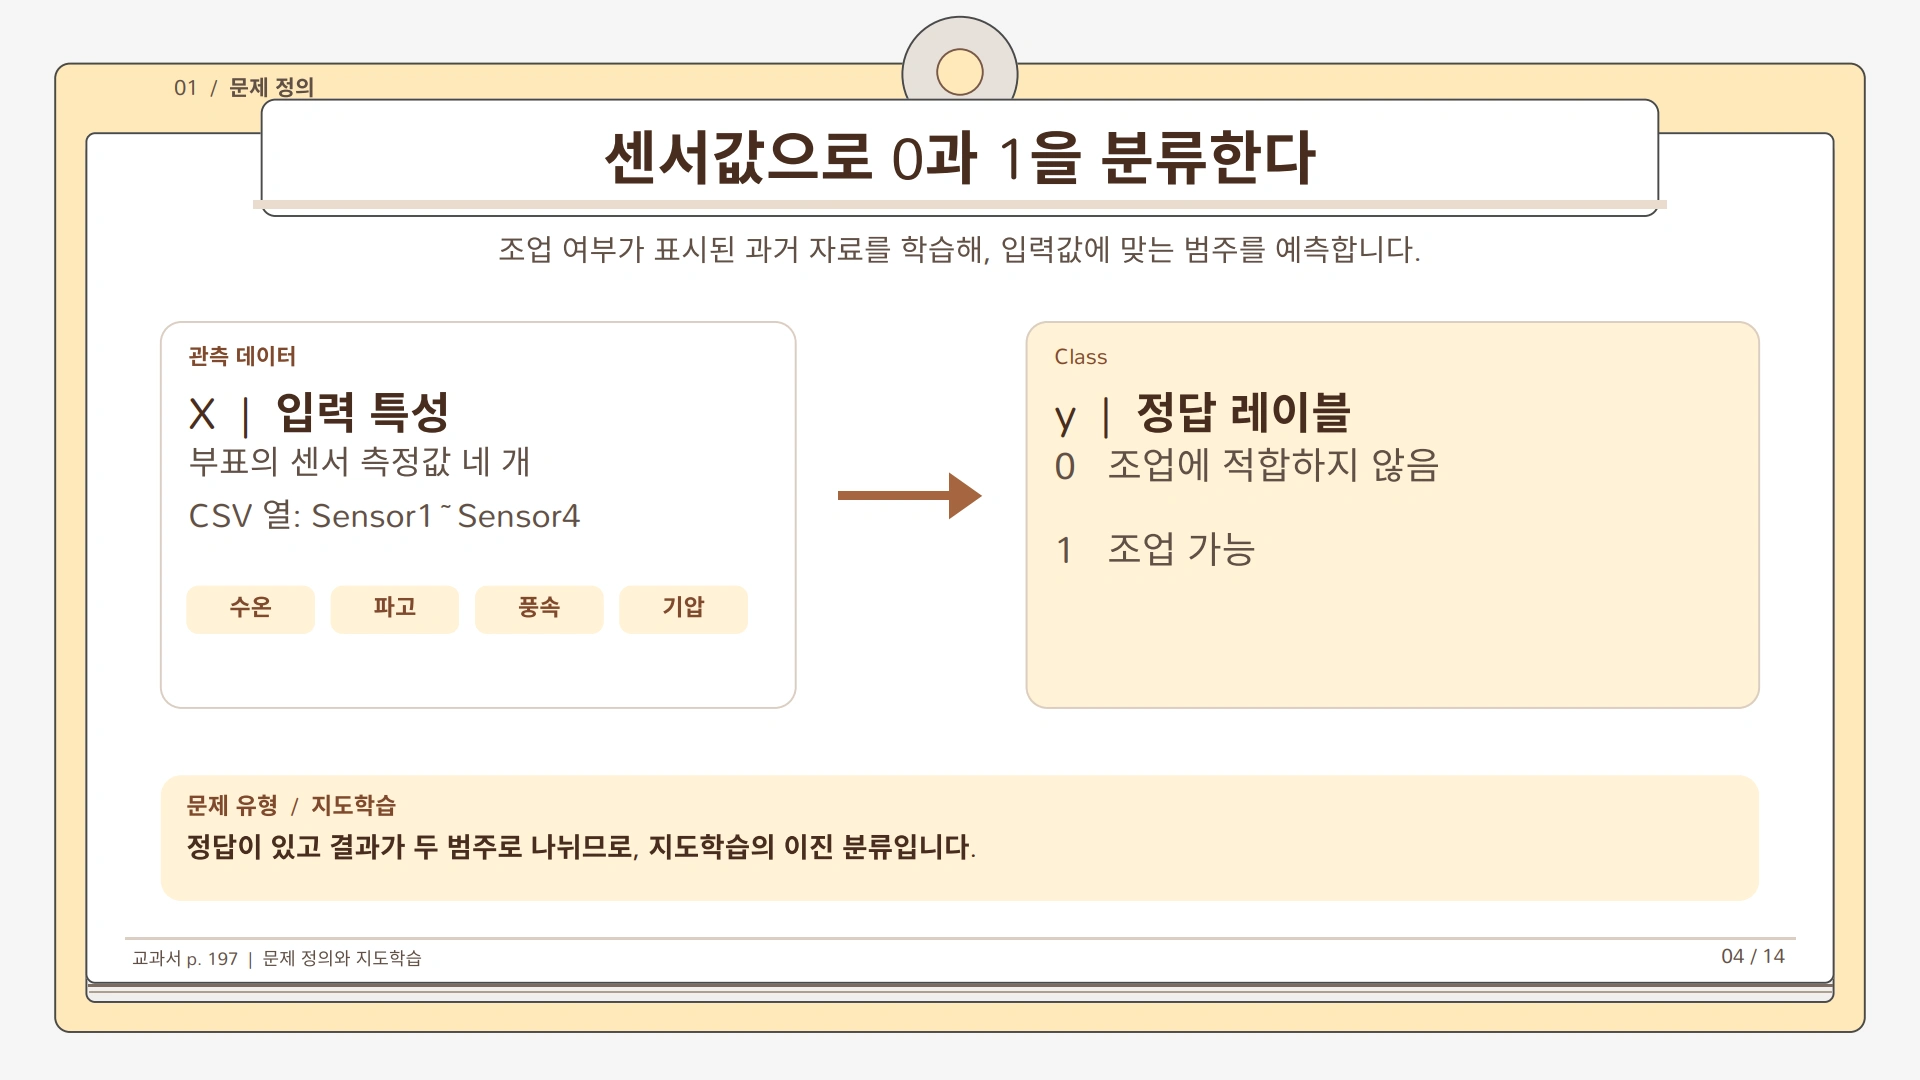 01 / 문제 정의
센서값으로 0과 1을 분류한다
조업 여부가 표시된 과거 자료를 학습해, 입력값에 맞는 범주를 예측합니다.
관측 데이터
X | 입력 특성
부표의 센서 측정값 네 개
CSV 열: Sensor1~Sensor4
수온 파고 풍속 기압
Class
y | 정답 레이블
0 조업에 적합하지 않음
1 조업 가능
문제 유형 / 지도학습
정답이 있고 결과가 두 범주로 나뉘므로, 지도학습의 이진 분류입니다.
교과서 p. 197 | 문제 정의와 지도학습
04 / 14